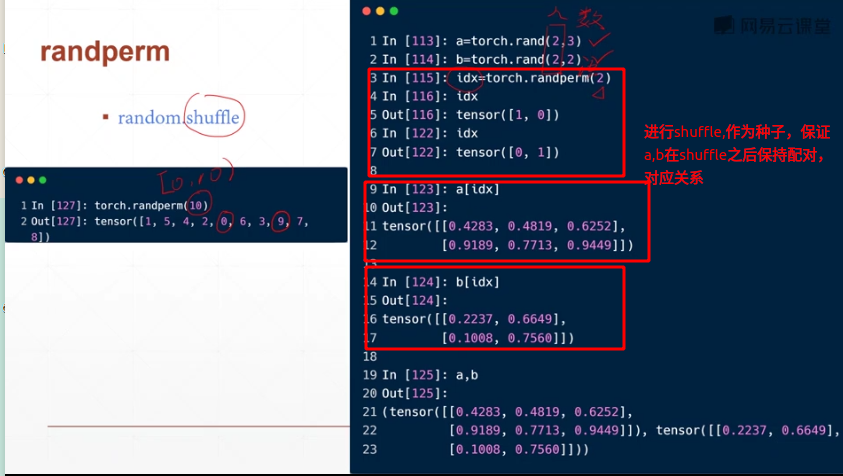 randperm
▪ random.shuffle
[0,10)
1 In [127]: torch.randperm(10)
2 Out[127]: tensor([1, 5, 4, 2, 0, 6, 3, 9, 7,
8])
网易云课堂
1 In [113]: a=torch.rand(2,3)
2 In [114]: b=torch.rand(2,2)
3 In [115]: idx=torch.randperm(2)
4 In [116]: idx
5 Out[116]: tensor([1, 0])
6 In [122]: idx
7 Out[122]: tensor([0, 1])
8
9 In [123]: a[idx]
10 Out[123]:
11 tensor([[0.4283, 0.4819, 0.6252],
12 [0.9189, 0.7713, 0.9449]])
13
14 In [124]: b[idx]
15 Out[124]:
16 tensor([[0.2237, 0.6649],
17 [0.1008, 0.7560]])
18
19 In [125]: a,b
20 Out[125]:
21 (tensor([[0.4283, 0.4819, 0.6252],
22 [0.9189, 0.7713, 0.9449]]), tensor([[0.2237, 0.6649],
23 [0.1008, 0.7560]]))
进行shuffle,作为种子，保证
a,b在shuffle之后保持配对，
对应关系